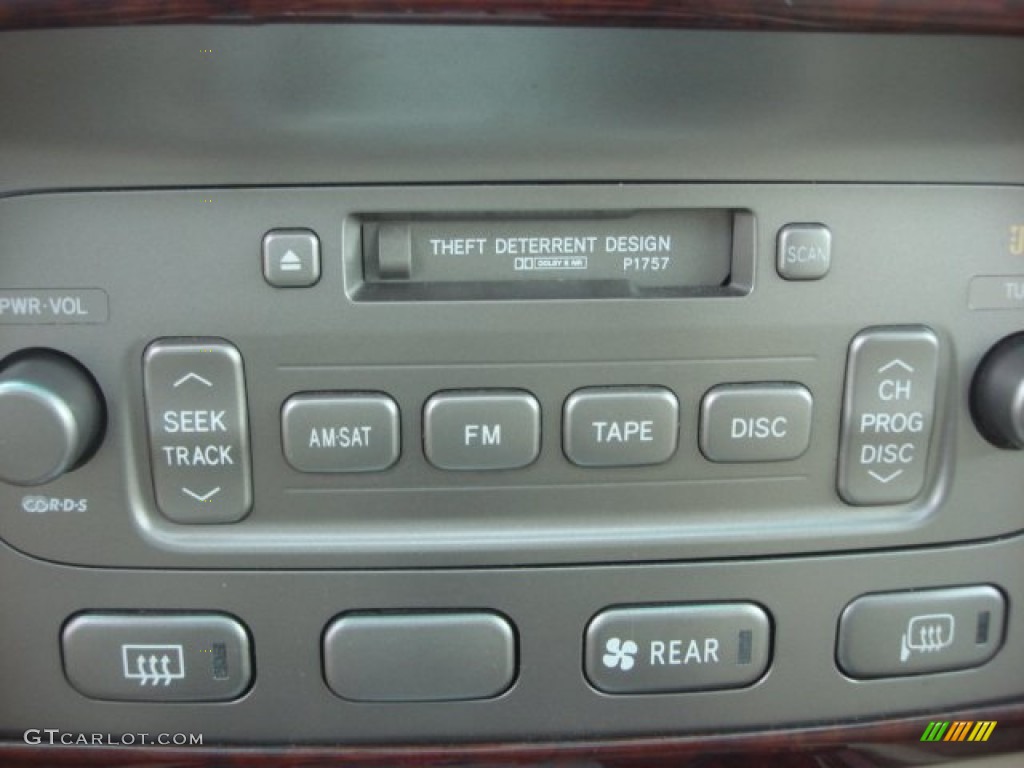 THEFT DETERRENT DESIGN
DOLBY B NR P1757
SCAN
PWR·VOL
TU
SEEK
TRACK
AM·SAT
FM
TAPE
DISC
CH
PROG
DISC
R·D·S
REAR
GTCARLOT.COM